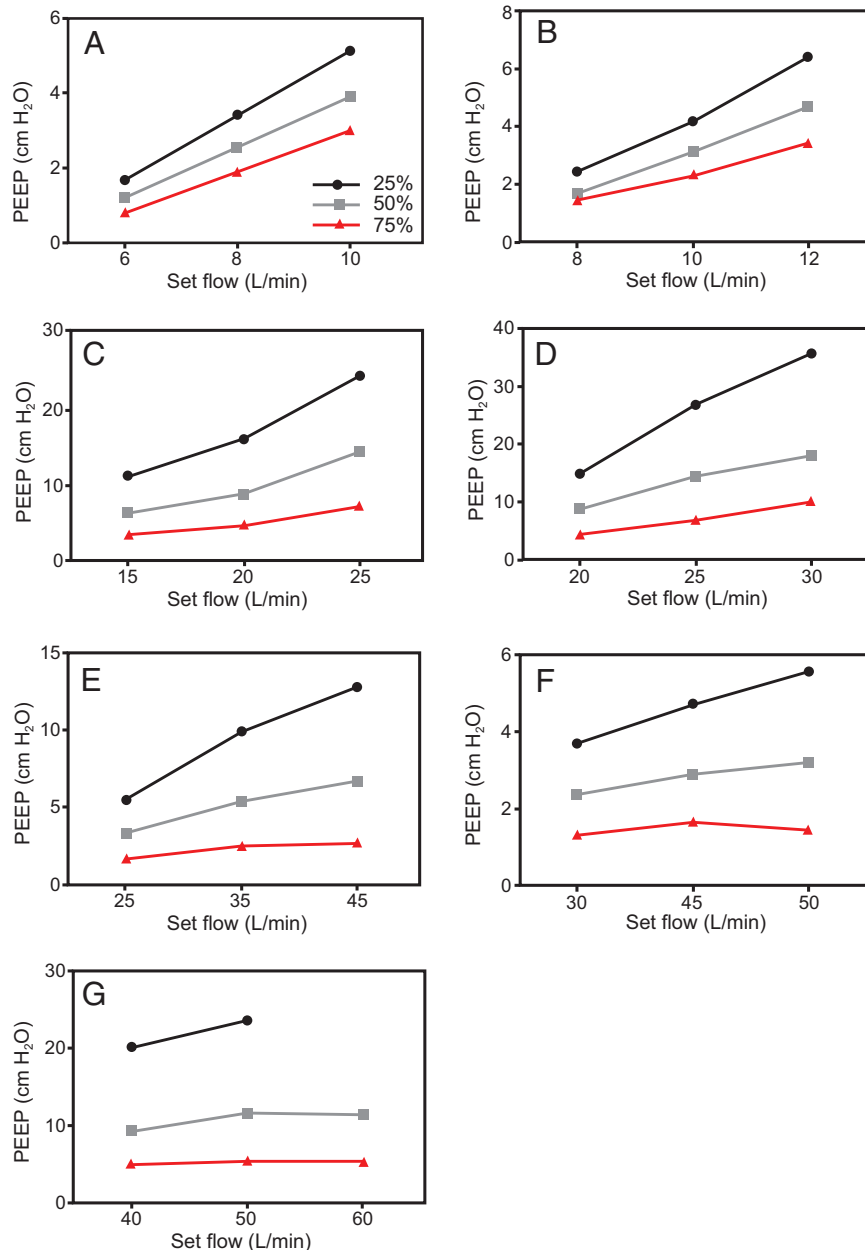 A
PEEP (cm H₂O)
6
4
2
0
25%
50%
75%
6 8 10
Set flow (L/min)
B
PEEP (cm H₂O)
8
6
4
2
0
8 10 12
Set flow (L/min)
C
PEEP (cm H₂O)
30
20
10
0
15 20 25
Set flow (L/min)
D
PEEP (cm H₂O)
40
30
20
10
0
20 25 30
Set flow (L/min)
E
PEEP (cm H₂O)
15
10
5
0
25 35 45
Set flow (L/min)
F
PEEP (cm H₂O)
6
4
2
0
30 45 50
Set flow (L/min)
G
PEEP (cm H₂O)
30
20
10
0
40 50 60
Set flow (L/min)